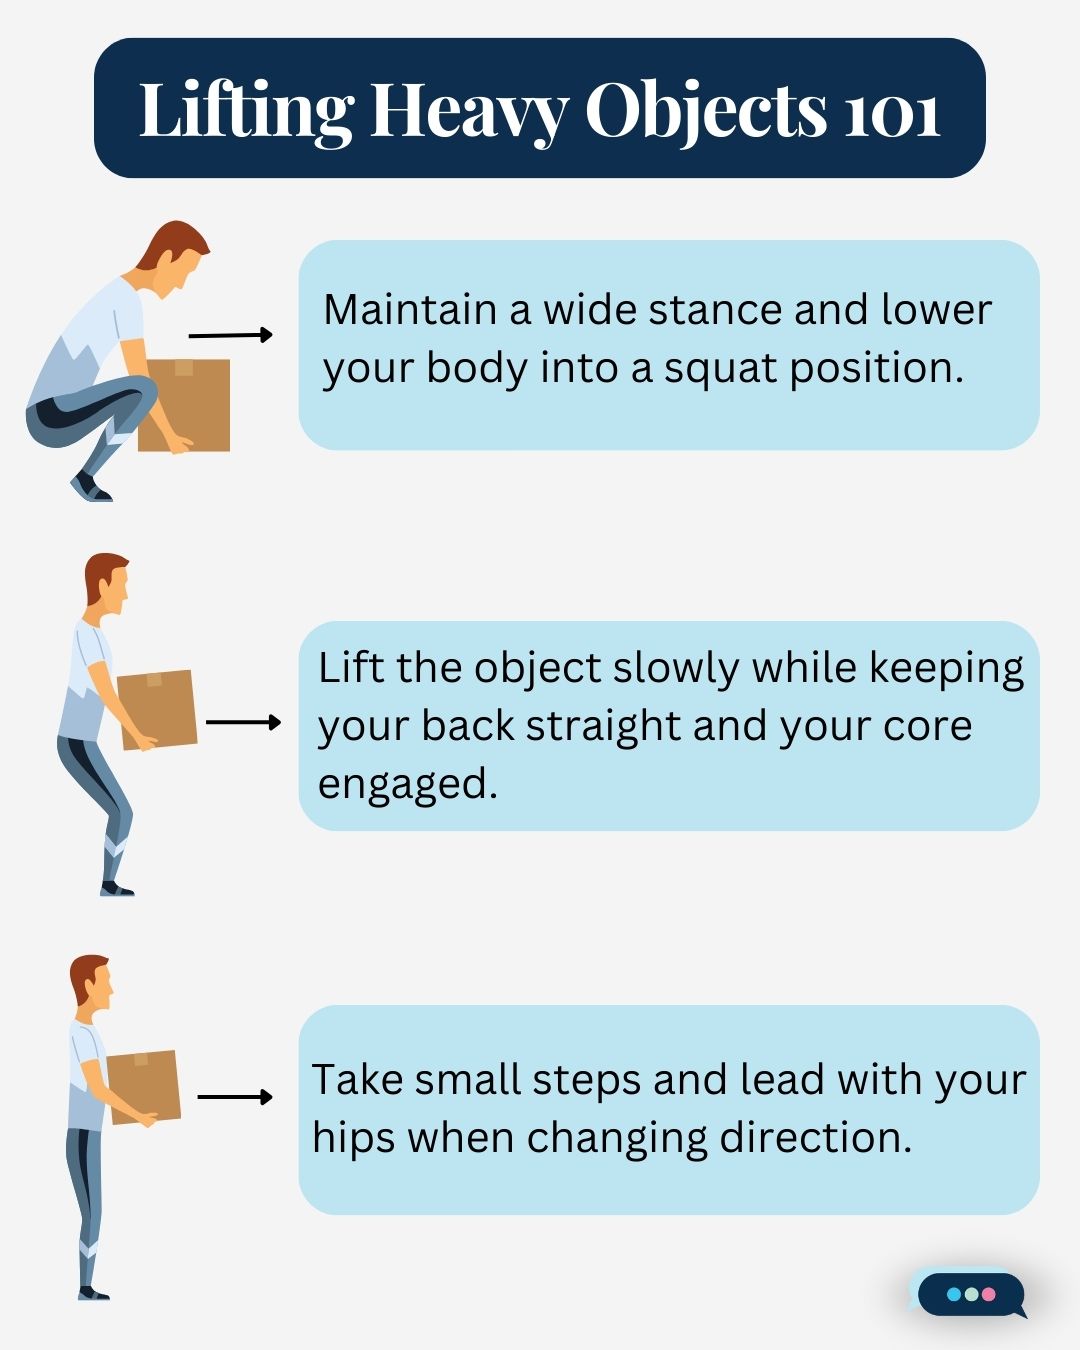 Lifting Heavy Objects 101
Maintain a wide stance and lower
your body into a squat position.
Lift the object slowly while keeping
your back straight and your core
engaged.
Take small steps and lead with your
hips when changing direction.